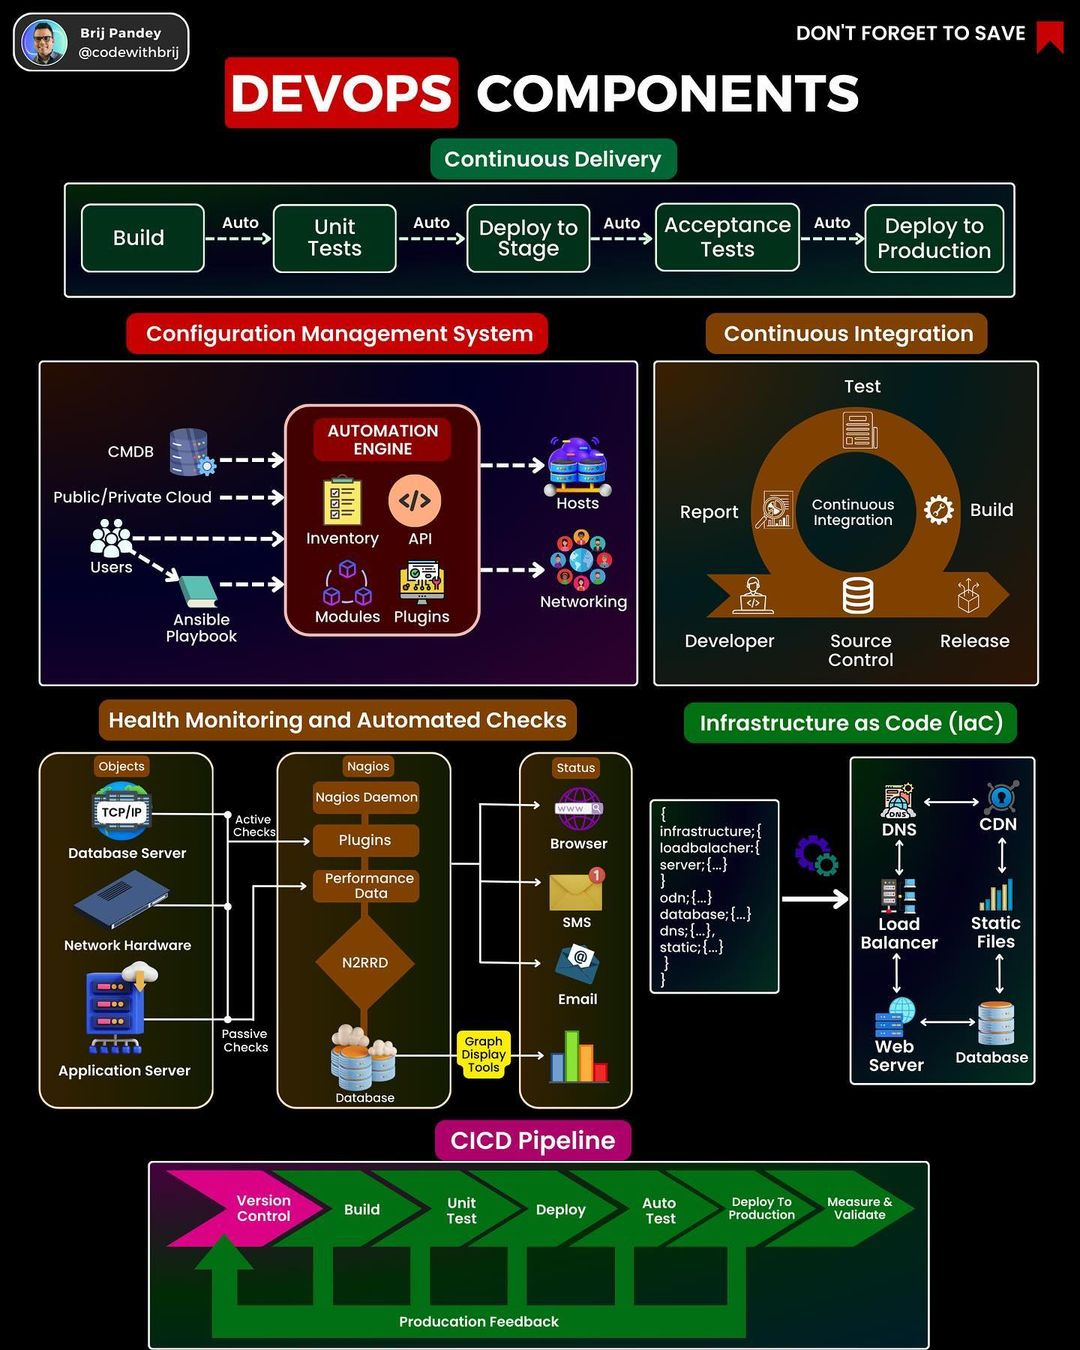 Brij Pandey
@codewithbrij
DON'T FORGET TO SAVE
DEVOPS COMPONENTS
Continuous Delivery
Build
Auto
Unit
Tests
Auto
Deploy to
Stage
Auto
Acceptance
Tests
Auto
Deploy to
Production
Configuration Management System
CMDB
Public/Private Cloud
Users
Ansible
Playbook
AUTOMATION
ENGINE
Inventory
</>
API
Modules
Plugins
Hosts
Networking
Continuous Integration
Test
Report
Continuous
Integration
Build
</>
Developer
Source
Control
Release
Health Monitoring and Automated Checks
Objects
TCP/IP
Database Server
Network Hardware
Application Server
Active
Checks
Passive
Checks
Nagios
Nagios Daemon
Plugins
Performance
Data
N2RRD
Database
Graph
Display
Tools
Status
www
Browser
1
SMS
@
Email
Infrastructure as Code (IaC)
{
infrastructure;{
loadbalacher:{
server;{...}
}
odn;{...}
database;{...}
dns;{...},
static;{...}
}
}
DNS
DNS
CDN
Load
Balancer
Static
Files
Web
Server
Database
CICD Pipeline
Version
Control
Build
Unit
Test
Deploy
Auto
Test
Deploy To
Production
Measure &
Validate
Producation Feedback